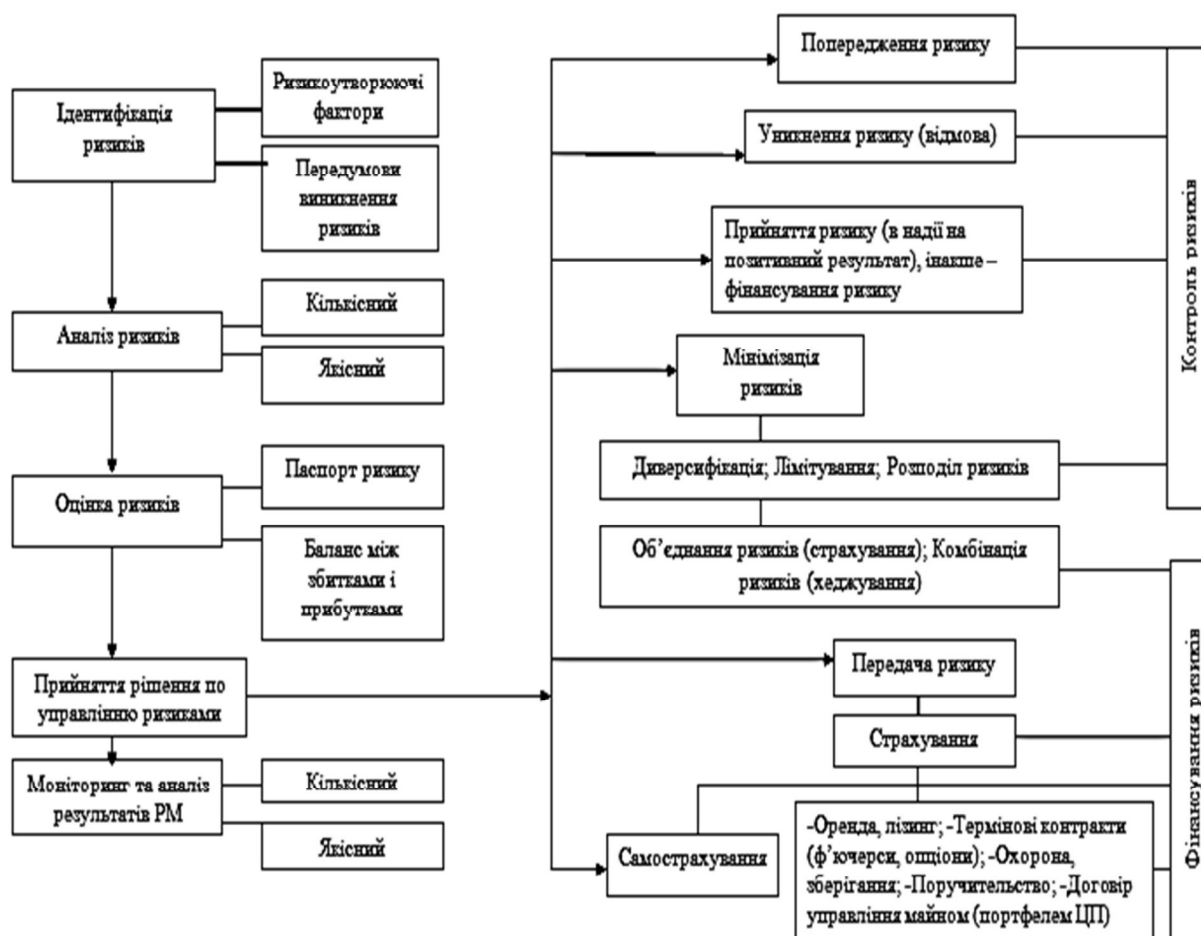 Ідентифікація
ризиків
Ризикоутворюючі
фактори
Передумови
виникнення
ризиків
Аналіз ризиків
Кількісний
Якісний
Оцінка ризиків
Паспорт ризику
Баланс між
збитками і
прибутками
Прийняття рішення по
управлінню ризиками
Моніторинг та аналіз
результатів РМ
Кількісний
Якісний
Попередження ризику
Уникнення ризику (відмова)
Прийняття ризику (в надії на
позитивний результат), інакше –
фінансування ризику
Мінімізація
ризиків
Диверсифікація; Лімітування; Розподіл ризиків
Об’єднання ризиків (страхування); Комбінація
ризиків (хеджування)
Передача ризику
Страхування
Самострахування
-Оренда, лізинг; -Термінові контракти
(ф’ючерси, опціони); -Охорона,
зберігання; -Поручительство; -Договір
управління майном (портфелем ЦП)
Контроль ризиків
Фінансування ризиків